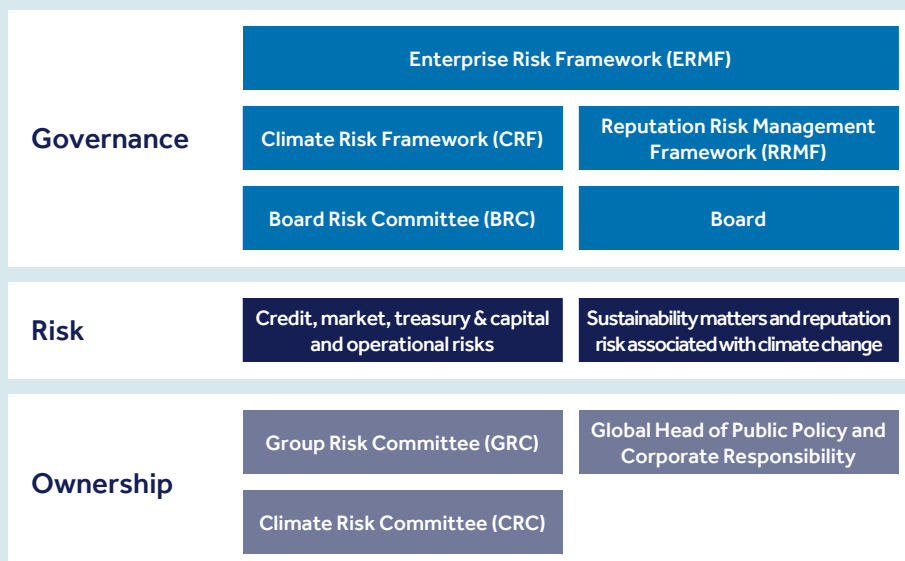 Governance
Enterprise Risk Framework (ERMF)
Climate Risk Framework (CRF)
Reputation Risk Management
Framework (RRMF)
Board Risk Committee (BRC)
Board
Risk
Credit, market, treasury & capital
and operational risks
Sustainability matters and reputation
risk associated with climate change
Ownership
Group Risk Committee (GRC)
Global Head of Public Policy and
Corporate Responsibility
Climate Risk Committee (CRC)